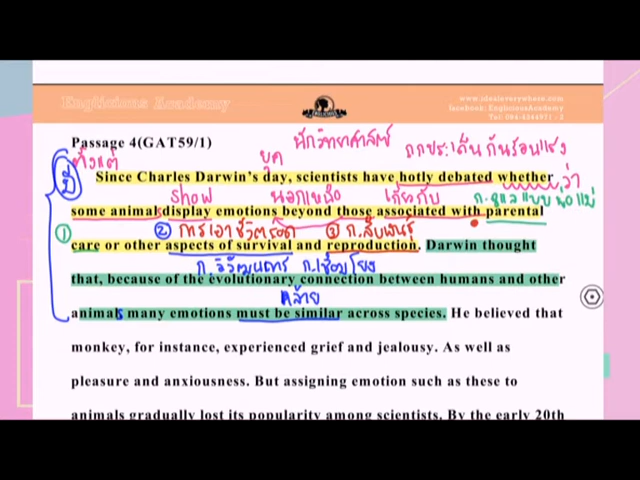 Englicious Academy
www.ideateverywhere.com
facebook: EngliciousAcademy
Tel: 094-4244971
Passage 4(GAT59/1)
นักวิทยาศาสตร์
ถกประเด็นกันร้อนแรง
ตั้งแต่
ยุค
Since Charles Darwin's day, scientists have hotly debated whether
ว่า
show
นอกเหนือ
เกี่ยวกับ
ก.ดูแลแบบพ่อแม่
some animals display emotions beyond those associated with parental
① ② การเอาชีวิตรอด ③ ก.สืบพันธุ์
care or other aspects of survival and reproduction. Darwin thought
ก.วิวัฒนาการ ก.เชื่อมโยง
that, because of the evolutionary connection between humans and other
คล้าย
animals many emotions must be similar across species. He believed that
monkey, for instance, experienced grief and jealousy. As well as
pleasure and anxiousness. But assigning emotion such as these to
animals gradually lost its popularity among scientists. By the early 20th